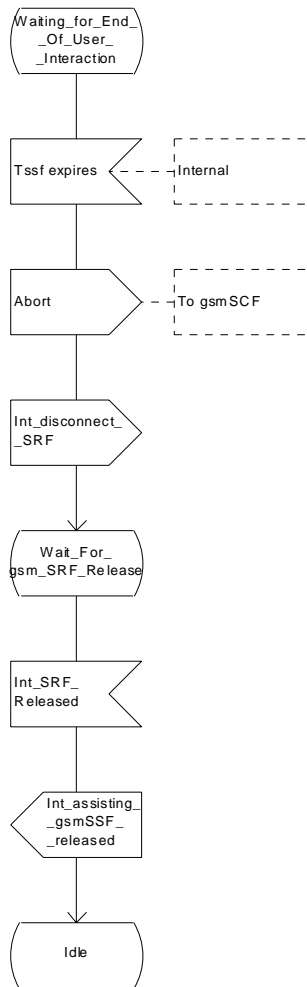 Waiting_for_End_
_Of_User_
_Interaction
Tssf expires
Internal
Abort
To gsmSCF
Int_disconnect_
_SRF
Wait_For_
gsm_SRF_Release
Int_SRF_
Released
Int_assisting_
_gsmSSF_
_released
Idle